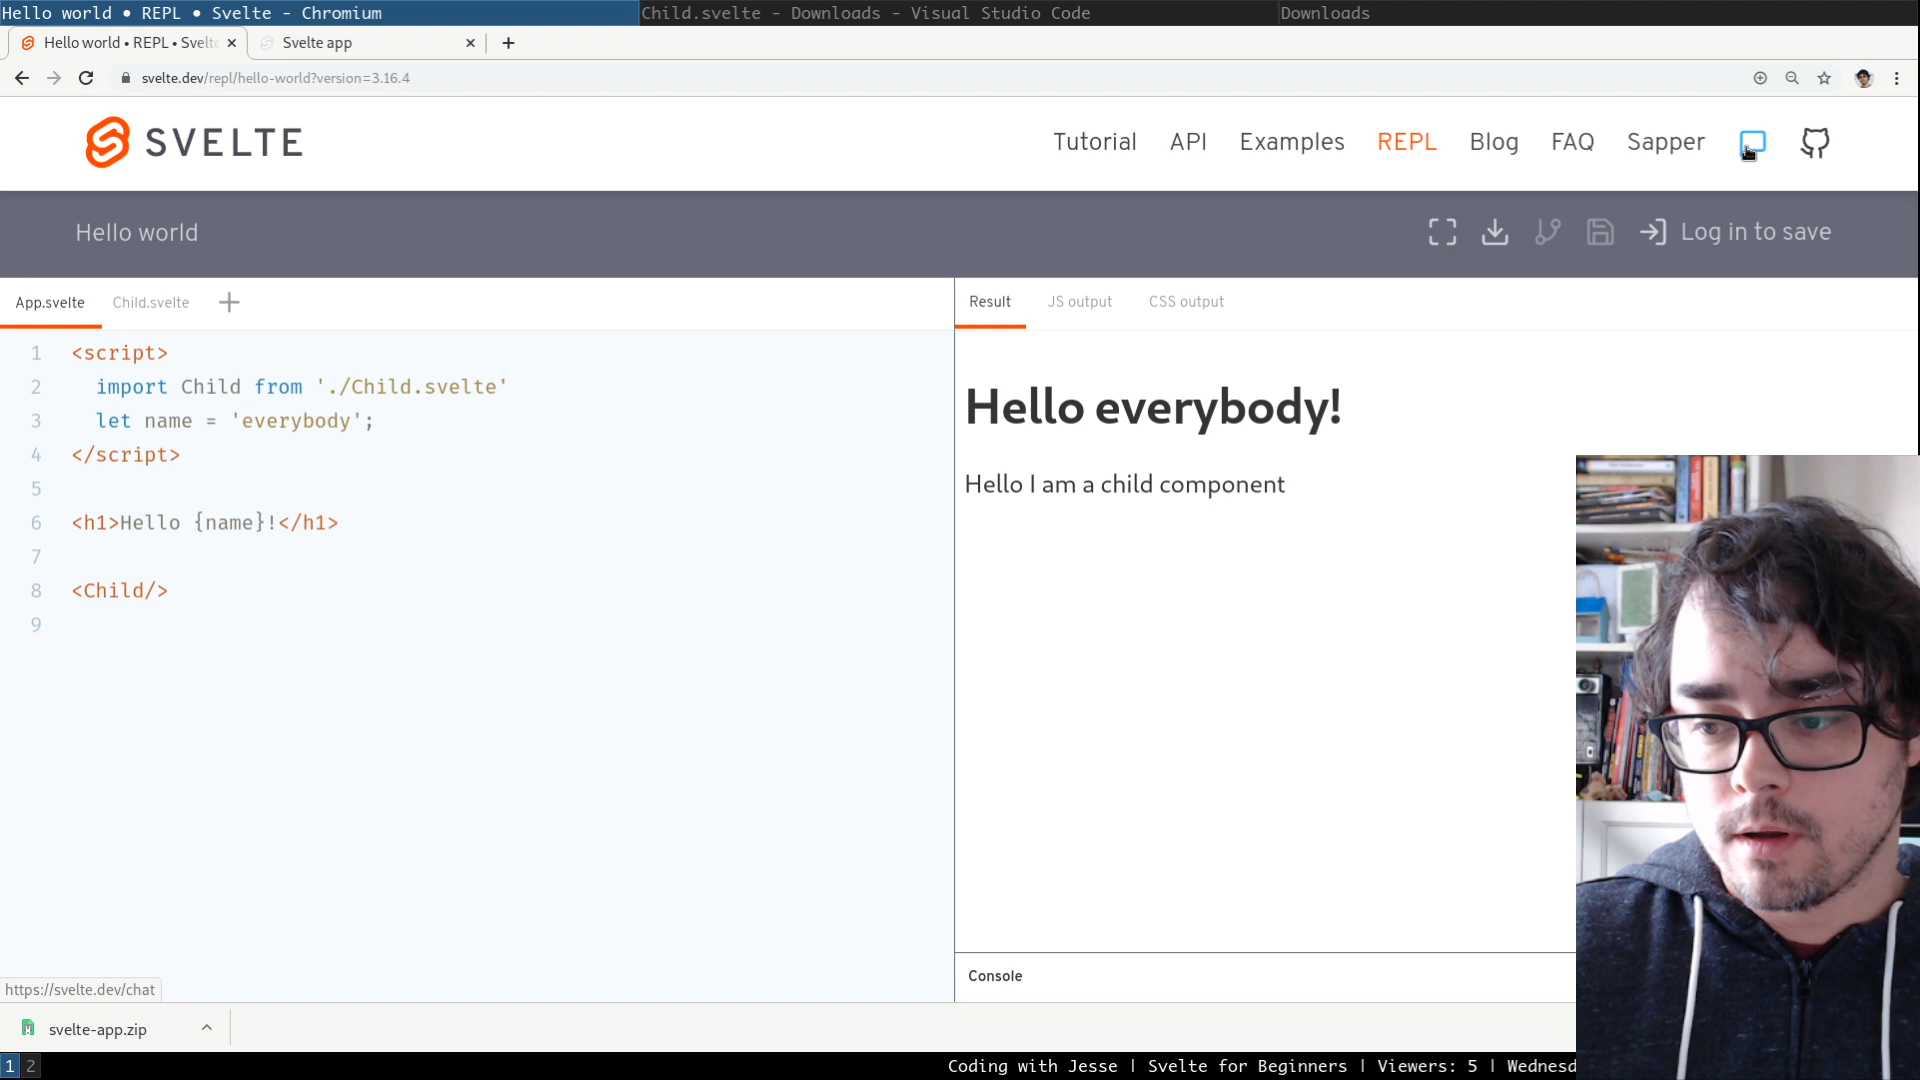 Hello world • REPL • Svelte - Chromium
Child.svelte - Downloads - Visual Studio Code
Downloads
Hello world • REPL • Svelte
Svelte app
svelte.dev/repl/hello-world?version=3.16.4
SVELTE
Tutorial API Examples REPL Blog FAQ Sapper
Hello world
Log in to save
App.svelte Child.svelte
Result JS output CSS output
1 <script>
2 import Child from './Child.svelte'
3 let name = 'everybody';
4 </script>
5
6 <h1>Hello {name}!</h1>
7
8 <Child/>
9
Hello everybody!
Hello I am a child component
Console
https://svelte.dev/chat
svelte-app.zip
1 2
Coding with Jesse | Svelte for Beginners | Viewers: 5 | Wednesd